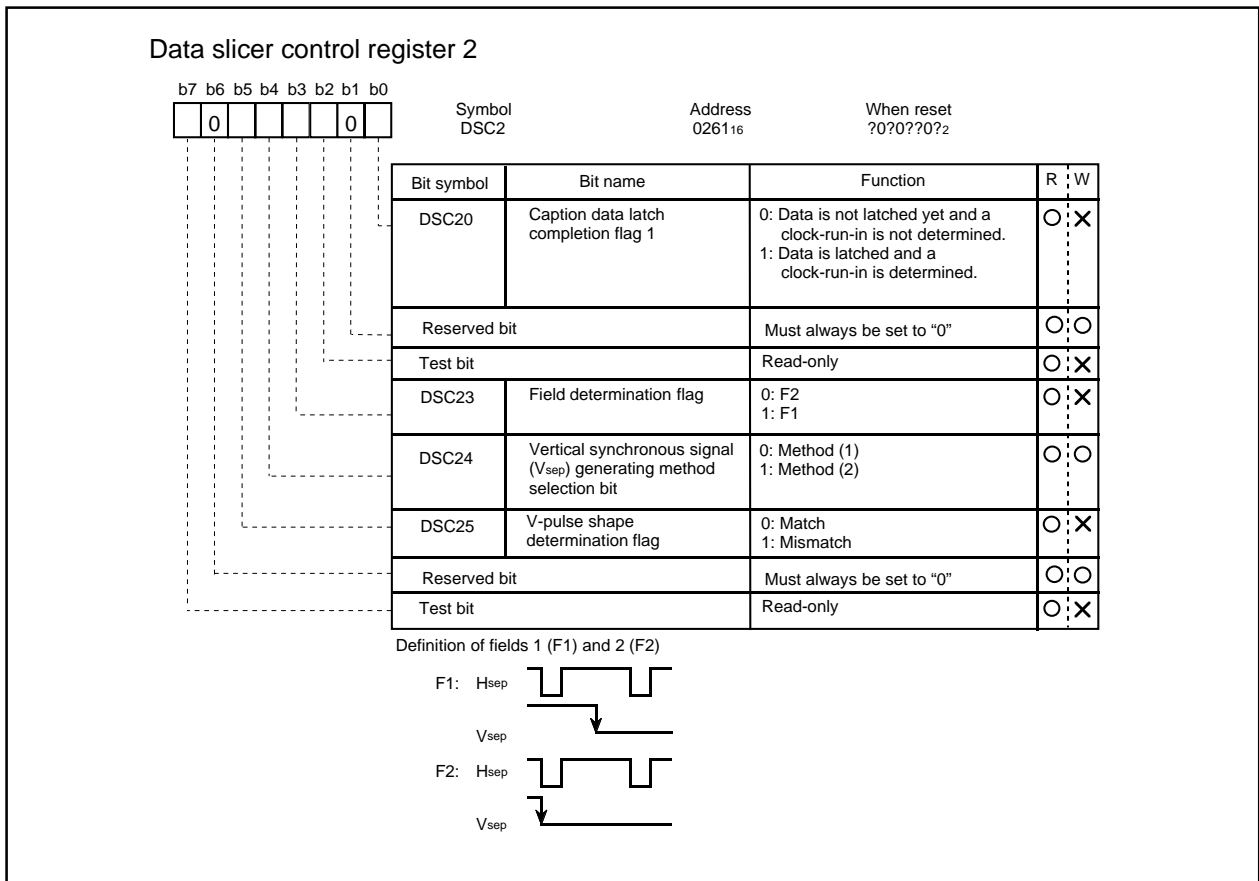 Data slicer control register 2
b7 b6 b5 b4 b3 b2 b1 b0
0 0
Symbol Address When reset
DSC2 026116 ?0?0??0?2
Bit symbol Bit name Function R W
DSC20 Caption data latch completion flag 1 0: Data is not latched yet and a
clock-run-in is not determined.
1: Data is latched and a
clock-run-in is determined.
Reserved bit Must always be set to “0”
Test bit Read-only
DSC23 Field determination flag 0: F2
1: F1
DSC24 Vertical synchronous signal
(Vsep) generating method
selection bit
0: Method (1)
1: Method (2)
DSC25 V-pulse shape
determination flag
0: Match
1: Mismatch
Reserved bit Must always be set to “0”
Test bit Read-only
Definition of fields 1 (F1) and 2 (F2)
F1: Hsep
Vsep
F2: Hsep
Vsep